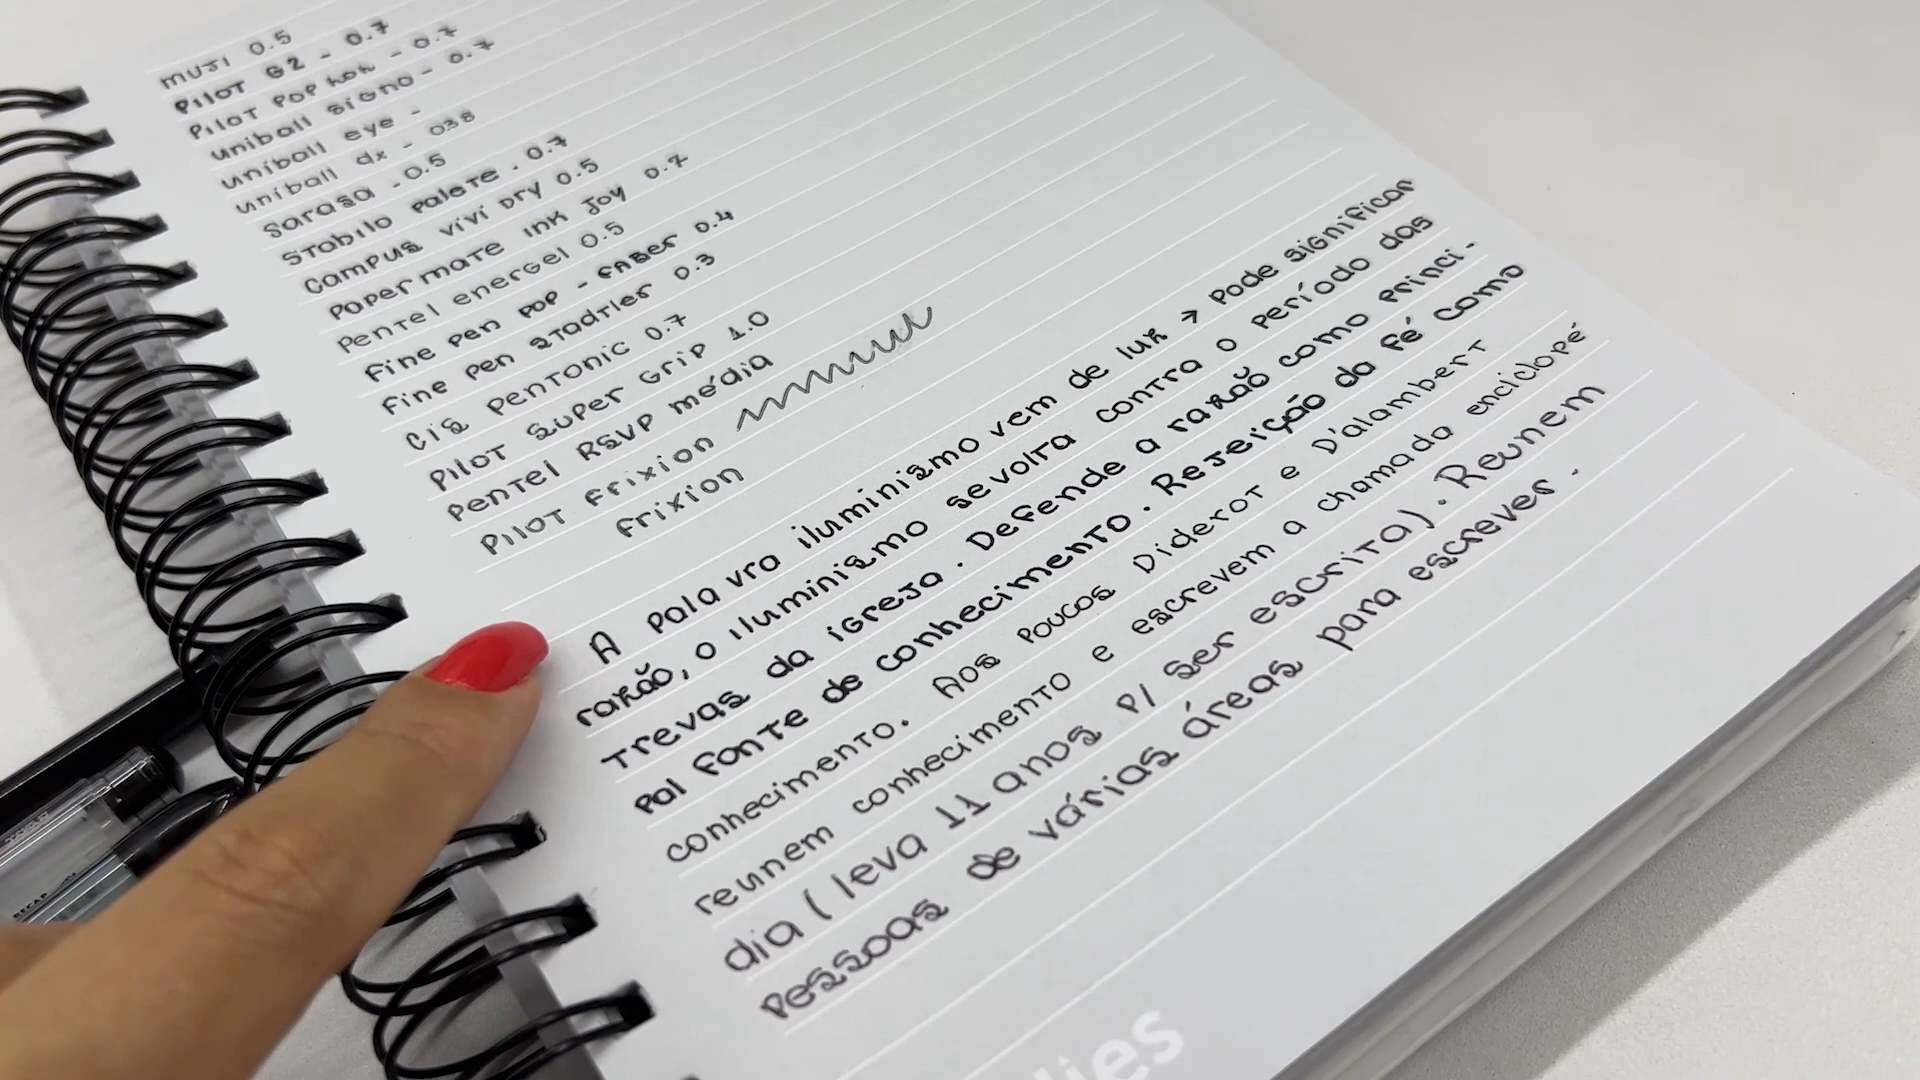 muji 0.5
Pilot G2 - 0.7
Pilot Pop Lol - 0.7
uniball signo - 0.7
uniball eye -
uniball dx - 038
Sarasa - 0.5
Stabilo palete - 0.7
Campus vivi DRY 0.5
Papermate INK Joy 0.7
Pentel energel 0.5
fine pen pop - FABER 0.4
fine pen stadtler 0.3
Cis Pentonic 0.7
Pilot super Grip 1.0
Pentel RSVP média
Pilot frixion
frixion
A palavra iluminismo vem de luz → Pode significar
razão, o iluminismo se volta contra o período das
trevas da igreja. Defende a razão como princi-
pal fonte de conhecimento. Rejeição da fé como
conhecimento. Aos poucos Diderot e D'alambert
reunem conhecimento e escrevem a chamada enciclopé
dia (leva 11 anos p/ ser escrita). Reunem
pessoas de várias áreas para escrever.
RECAP
lies